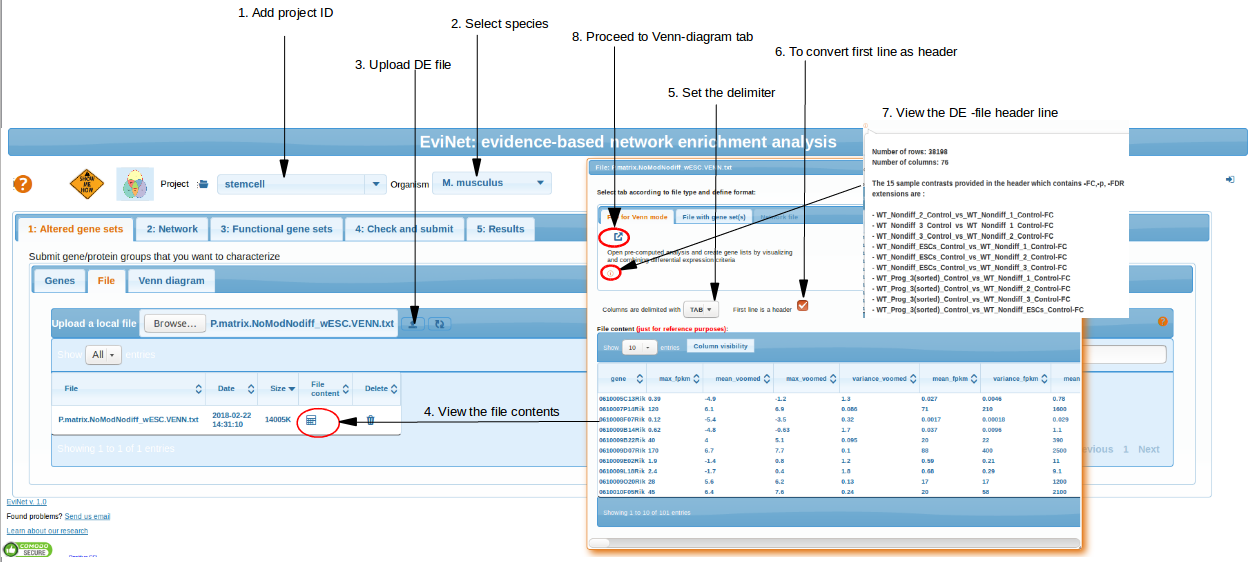 1. Add project ID
2. Select species
8. Proceed to Venn-diagram tab
6. To convert first line as header
3. Upload DE file
5. Set the delimiter
7. View the DE -file header line
EviNet: evidence-based network enrichment analysis
SHOW ME NOW
Project
stemcell
Organism
M. musculus
1: Altered gene sets
2: Network
3: Functional gene sets
4: Check and submit
5: Results
Submit gene/protein groups that you want to characterize
Genes
File
Venn diagram
Upload a local file
Browse...
P.matrix.NoModNodiff_wESC.VENN.txt
Show All entries
File
Date
Size
File content
Delete
P.matrix.NoModNodiff_wESC.VENN.txt
2018-02-22 14:31:10
14005K
4. View the file contents
Showing 1 to 1 of 1 entries
evious 1 Next
EviNet v. 1.0
Found problems? Send us email
Learn about our research
COMODO SECURE
File: P.matrix.NoModNodiff_wESC.VENN.txt
Select tab according to file type and define format:
File for Venn mode
File with gene set(s)
Network file
Open pre-computed analysis and create gene lists by visualizing
and combining differential expression criteria
Columns are delimited with TAB
First line is a header
File content (just for reference purposes):
Show 10 entries
Column visibility
gene max_fpkm mean_voomed max_voomed variance_voomed mean_fpkm variance_fpkm mean
0610005C13Rik 0.39 -4.9 -1.2 1.3 0.027 0.0046 0.78
0610007P14Rik 120 6.1 6.9 0.086 71 210 1600
0610008F07Rik 0.12 -5.4 -3.5 0.32 0.0017 0.00018 0.029
0610009B14Rik 0.62 -4.8 -0.63 1.7 0.037 0.0096 1.1
0610009B22Rik 40 4 5.1 0.095 20 22 390
0610009D07Rik 170 6.7 7.7 0.1 88 400 2500
0610009E02Rik 1.9 -1.4 0.8 1.2 0.59 0.21 11
0610009L18Rik 2.4 -1.7 0.4 1.8 0.68 0.29 9.1
0610009O20Rik 28 5.6 6.2 0.13 17 17 1200
0610010F05Rik 45 6.4 7.6 0.24 20 58 2100
Showing 1 to 10 of 101 entries
Number of rows: 38198
Number of columns: 76
The 15 sample contrasts provided in the header which contains -FC,-p, -FDR
extensions are :
- WT_Nondiff_2_Control_vs_WT_Nondiff_1_Control-FC
- WT_Nondiff_3_Control_vs_WT_Nondiff_1_Control-FC
- WT_Nondiff_3_Control_vs_WT_Nondiff_2_Control-FC
- WT_Nondiff_ESCs_Control_vs_WT_Nondiff_1_Control-FC
- WT_Nondiff_ESCs_Control_vs_WT_Nondiff_2_Control-FC
- WT_Nondiff_ESCs_Control_vs_WT_Nondiff_3_Control-FC
- WT_Prog_3(sorted)_Control_vs_WT_Nondiff_1_Control-FC
- WT_Prog_3(sorted)_Control_vs_WT_Nondiff_2_Control-FC
- WT_Prog_3(sorted)_Control_vs_WT_Nondiff_3_Control-FC
- WT_Prog_3(sorted)_Control_vs_WT_Nondiff_ESCs_Control-FC